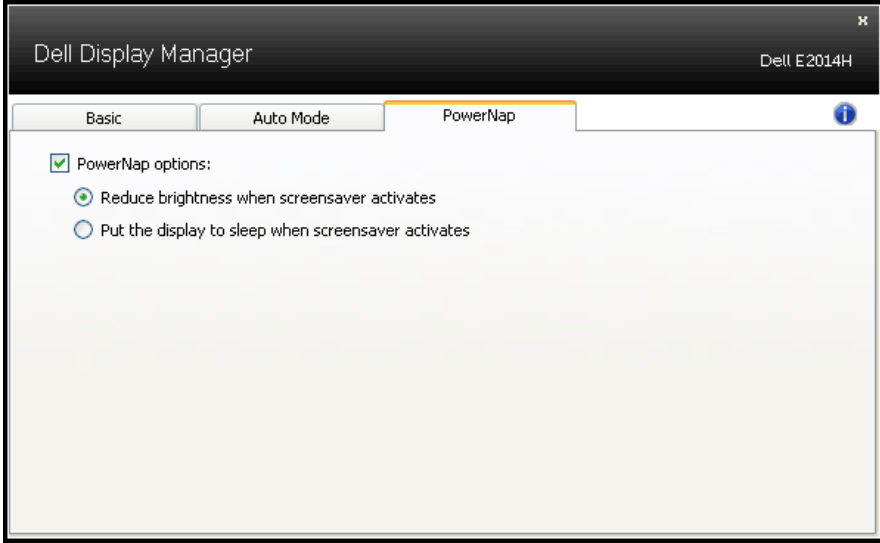 Dell Display Manager
Dell E2014H
Basic
Auto Mode
PowerNap
PowerNap options:
Reduce brightness when screensaver activates
Put the display to sleep when screensaver activates